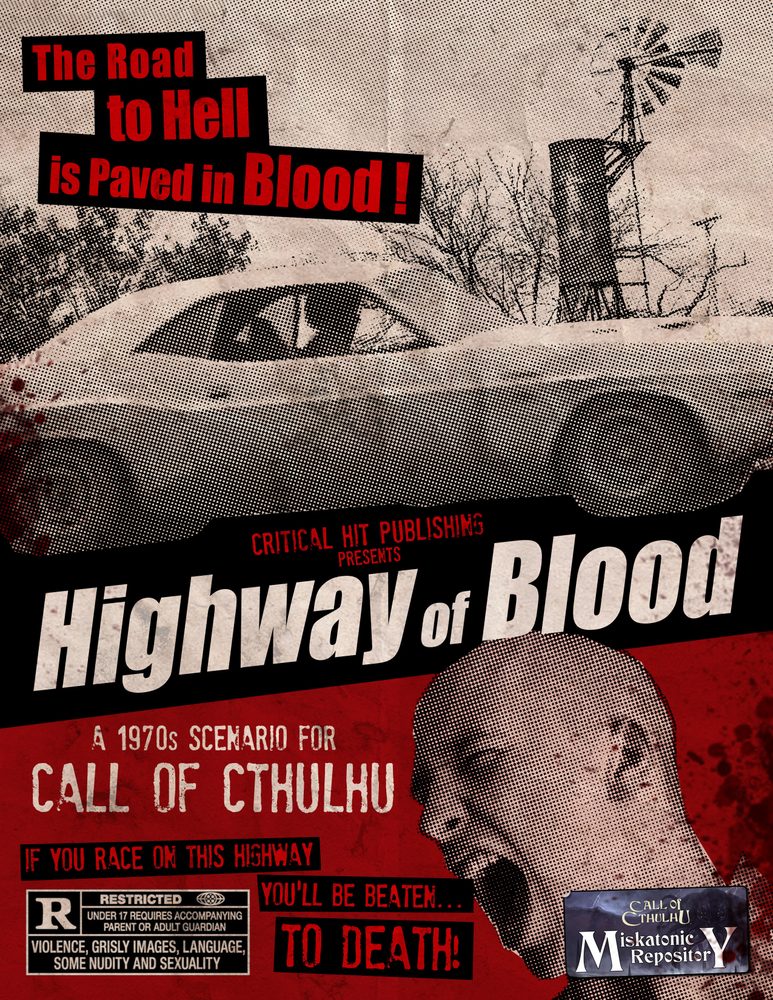 The Road
to Hell
is Paved in Blood!
CRITICAL HIT PUBLISHING
PRESENTS
Highway of Blood
A 1970s SCENARIO FOR
CALL OF CTHULHU
IF YOU RACE ON THIS HIGHWAY
YOU'LL BE BEATEN...
TO DEATH!
R
RESTRICTED
UNDER 17 REQUIRES ACCOMPANYING
PARENT OR ADULT GUARDIAN
VIOLENCE, GRISLY IMAGES, LANGUAGE,
SOME NUDITY AND SEXUALITY
CALL OF
CTHULHU
Miskatonic
RepositorY